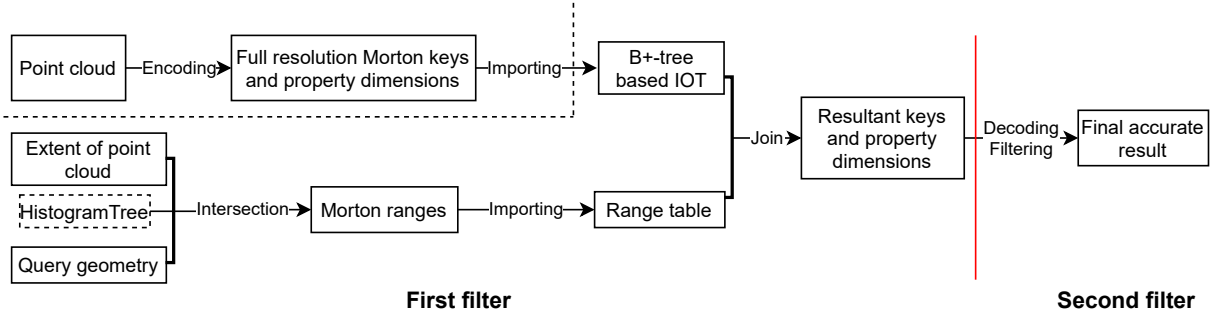 Point cloud
Encoding
Full resolution Morton keys
and property dimensions
Importing
B+-tree
based IOT
Extent of point
cloud
HistogramTree
Query geometry
Intersection
Morton ranges
Importing
Range table
Join
Resultant keys
and property
dimensions
Decoding
Filtering
Final accurate
result
First filter
Second filter